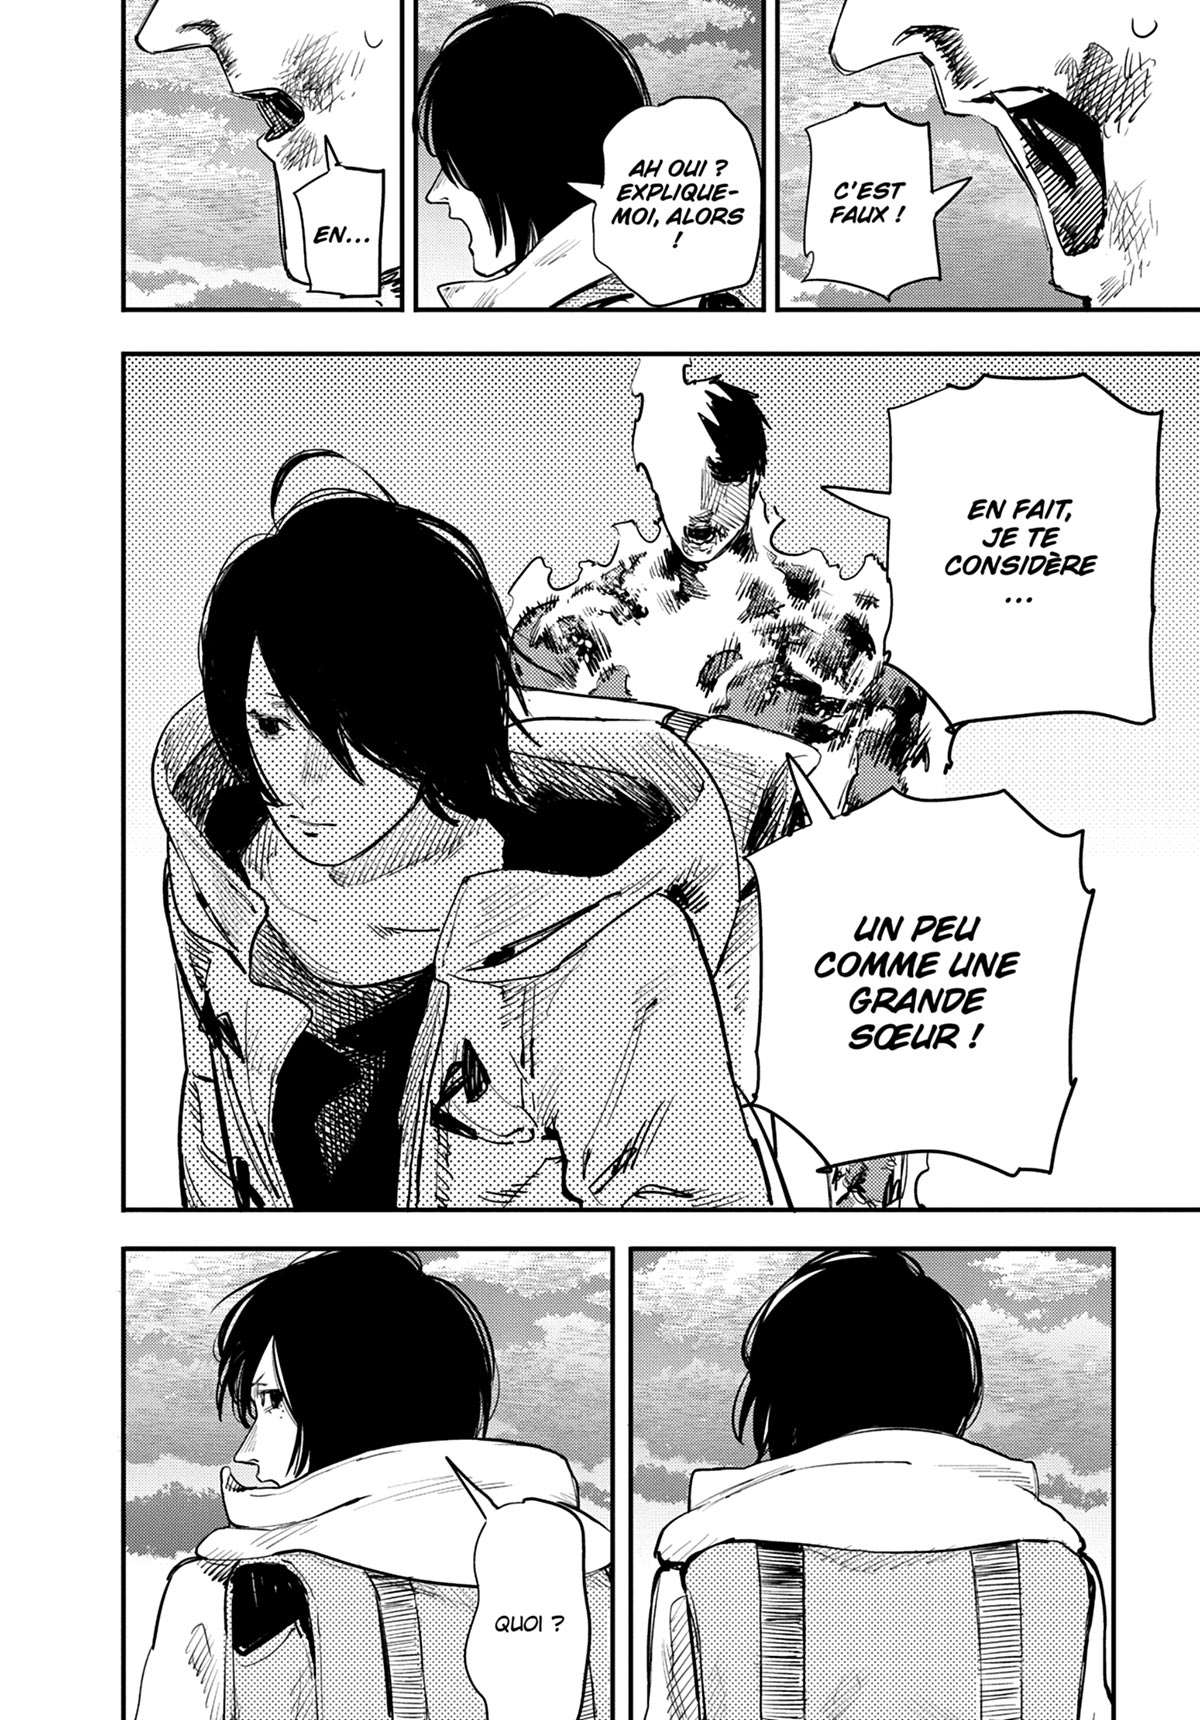 C'EST
FAUX !
AH OUI ?
EXPLIQUE-
MOI, ALORS
!
EN...
EN FAIT,
JE TE
CONSIDÈRE
...
UN PEU
COMME UNE
GRANDE
SŒUR !
QUOI ?